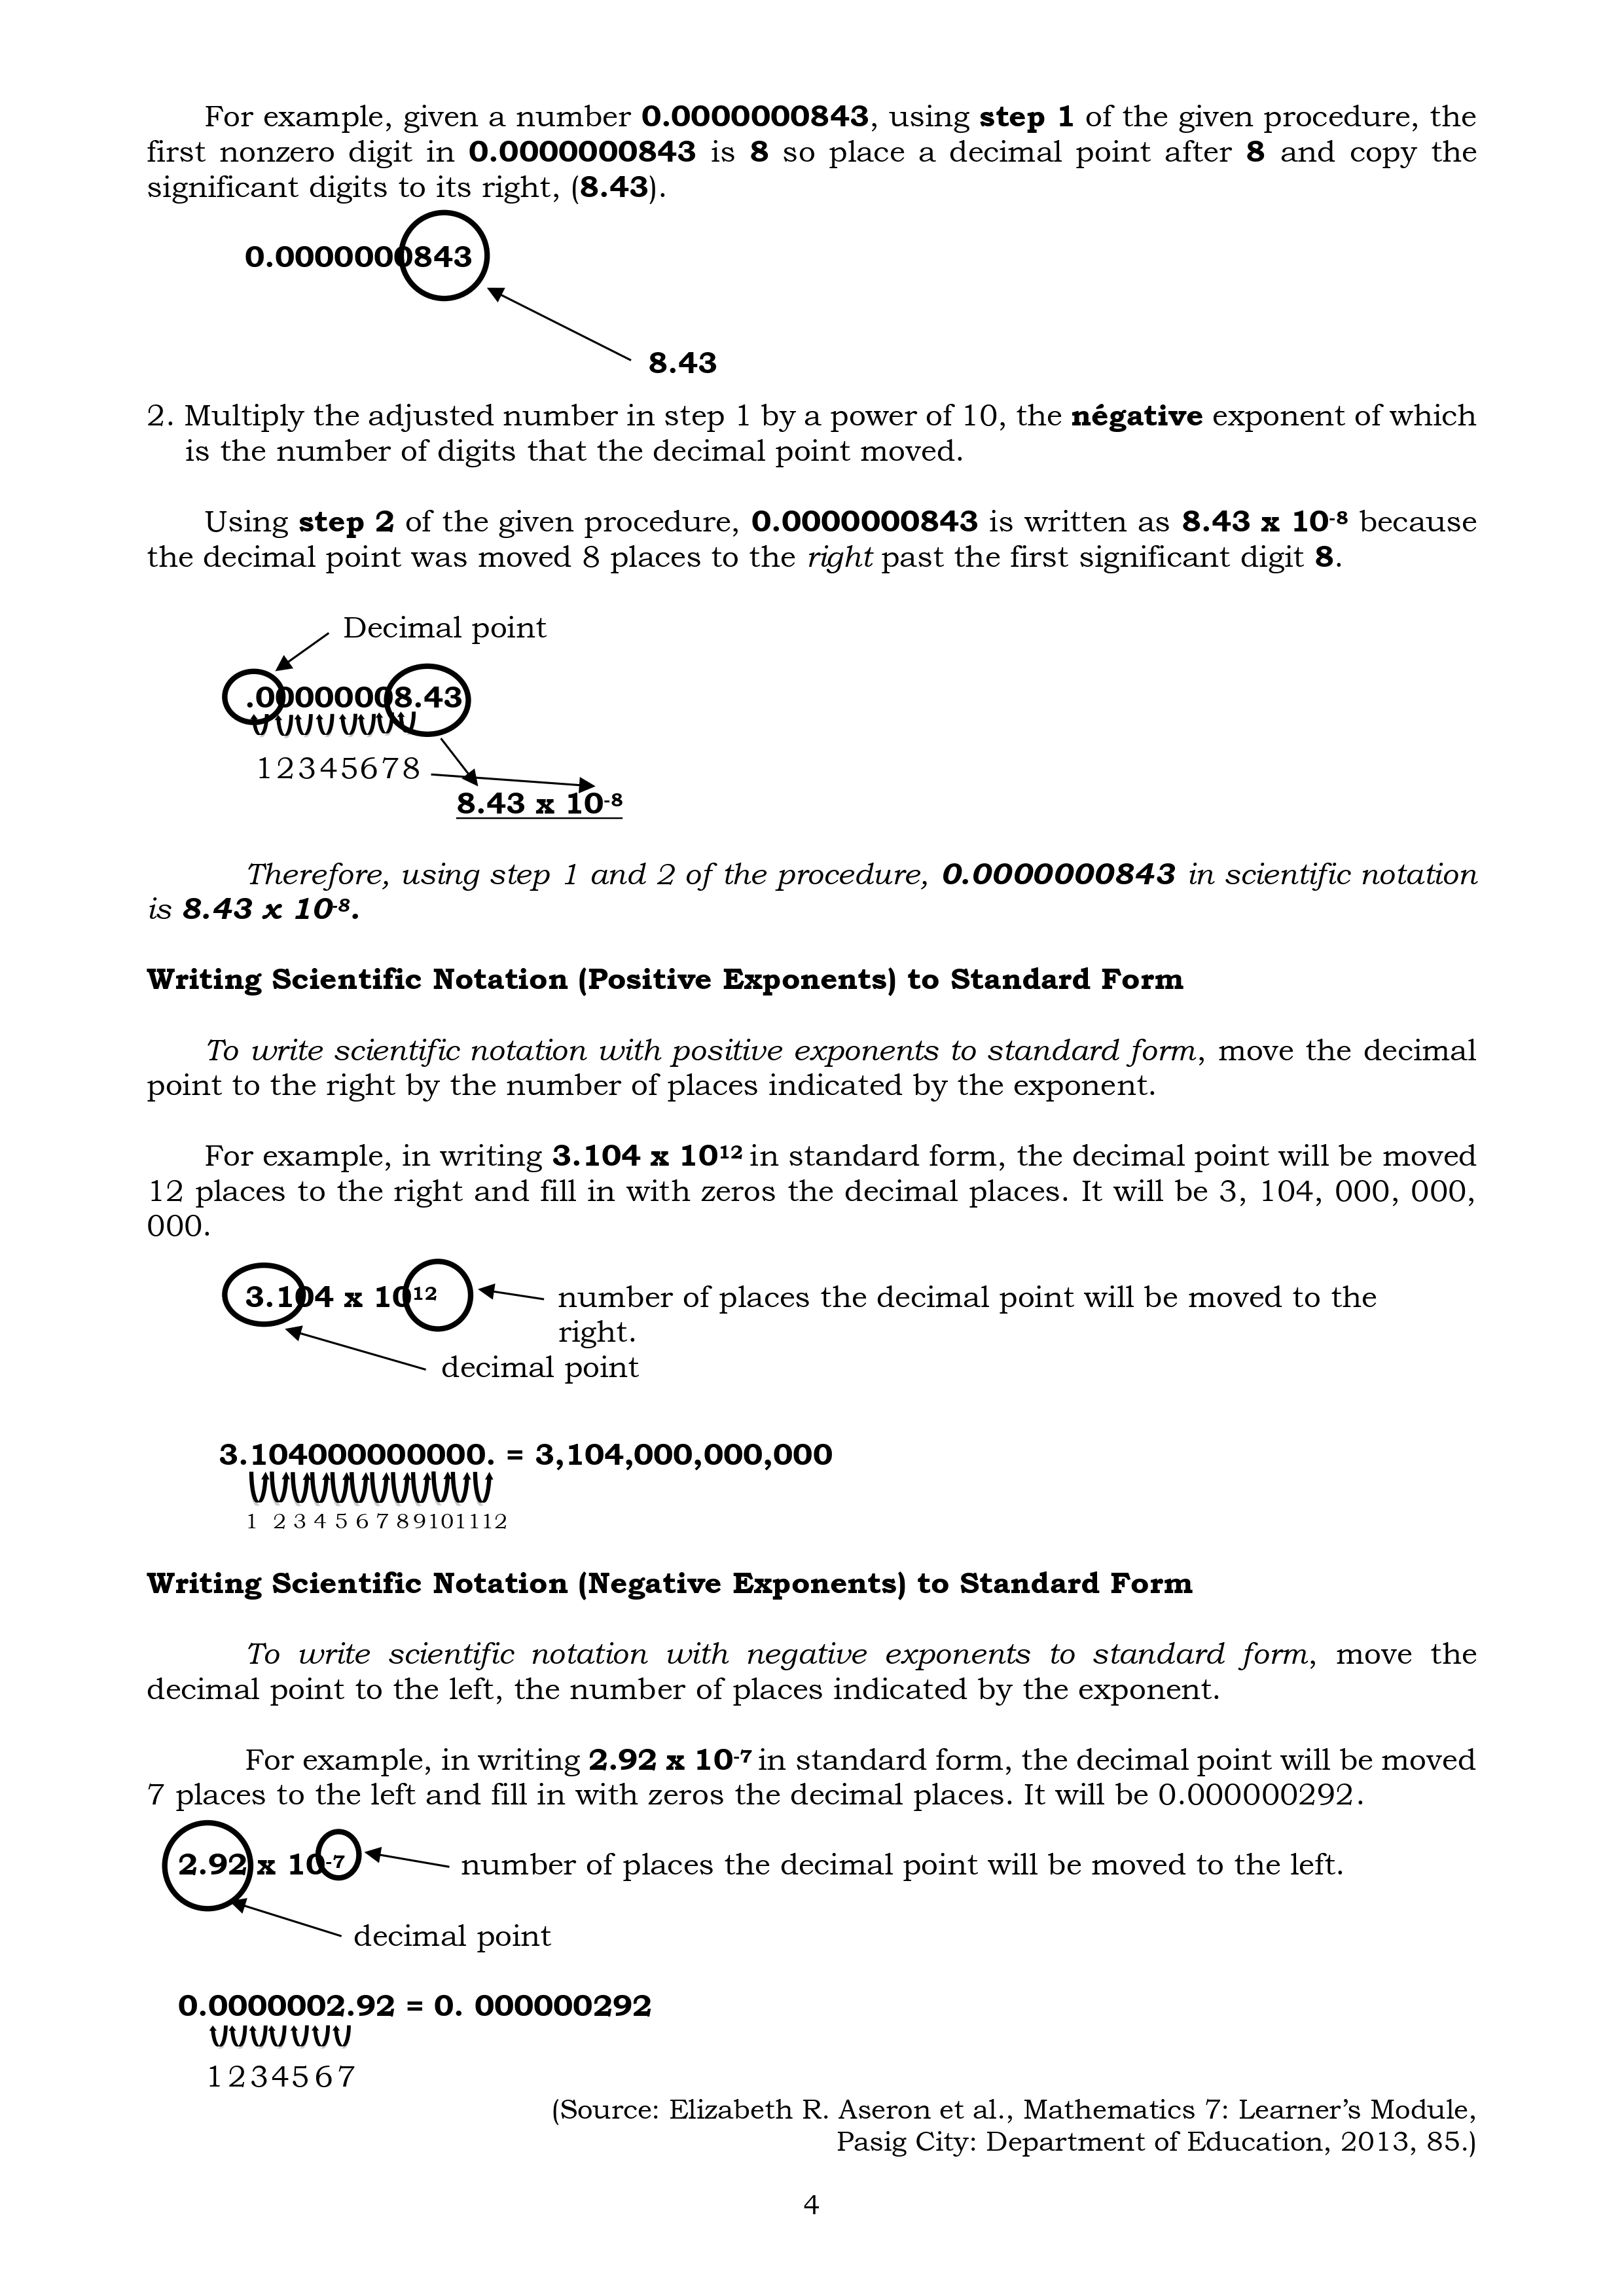 For example, given a number 0.0000000843, using step 1 of the given procedure, the
first nonzero digit in 0.0000000843 is 8 so place a decimal point after 8 and copy the
significant digits to its right, (8.43).
0.0000000843
8.43
2. Multiply the adjusted number in step 1 by a power of 10, the négative exponent of which
is the number of digits that the decimal point moved.
Using step 2 of the given procedure, 0.0000000843 is written as 8.43 x 10⁻⁸ because
the decimal point was moved 8 places to the right past the first significant digit 8.
Decimal point
.00000008.43
12345678
8.43 x 10⁻⁸
Therefore, using step 1 and 2 of the procedure, 0.0000000843 in scientific notation
is 8.43 x 10⁻⁸.
Writing Scientific Notation (Positive Exponents) to Standard Form
To write scientific notation with positive exponents to standard form, move the decimal
point to the right by the number of places indicated by the exponent.
For example, in writing 3.104 x 10¹² in standard form, the decimal point will be moved
12 places to the right and fill in with zeros the decimal places. It will be 3, 104, 000, 000,
000.
3.104 x 10¹² number of places the decimal point will be moved to the
right.
decimal point
3.104000000000. = 3,104,000,000,000
1 2 3 4 5 6 7 8 9 10 11 12
Writing Scientific Notation (Negative Exponents) to Standard Form
To write scientific notation with negative exponents to standard form, move the
decimal point to the left, the number of places indicated by the exponent.
For example, in writing 2.92 x 10⁻⁷ in standard form, the decimal point will be moved
7 places to the left and fill in with zeros the decimal places. It will be 0.000000292.
2.92 x 10⁻⁷ number of places the decimal point will be moved to the left.
decimal point
0.0000002.92 = 0. 000000292
1234567
(Source: Elizabeth R. Aseron et al., Mathematics 7: Learner's Module,
Pasig City: Department of Education, 2013, 85.)
4